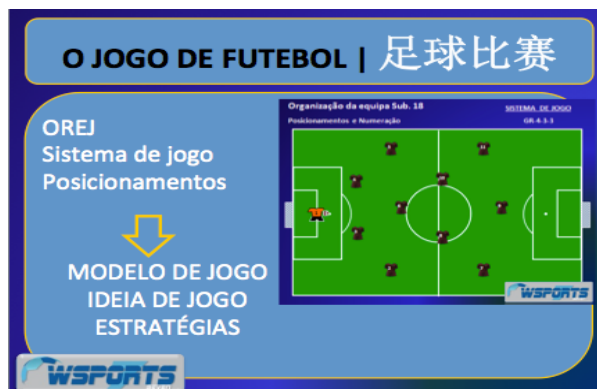 O JOGO DE FUTEBOL | 足球比赛
OREJ
Sistema de jogo
Posicionamentos
MODELO DE JOGO
IDEIA DE JOGO
ESTRATÉGIAS
Organização da equipa Sub. 18
Posicionamentos e Numeração
SISTEMA DE JOGO
GR-4-3-3
WSPORTS
WSPORTS